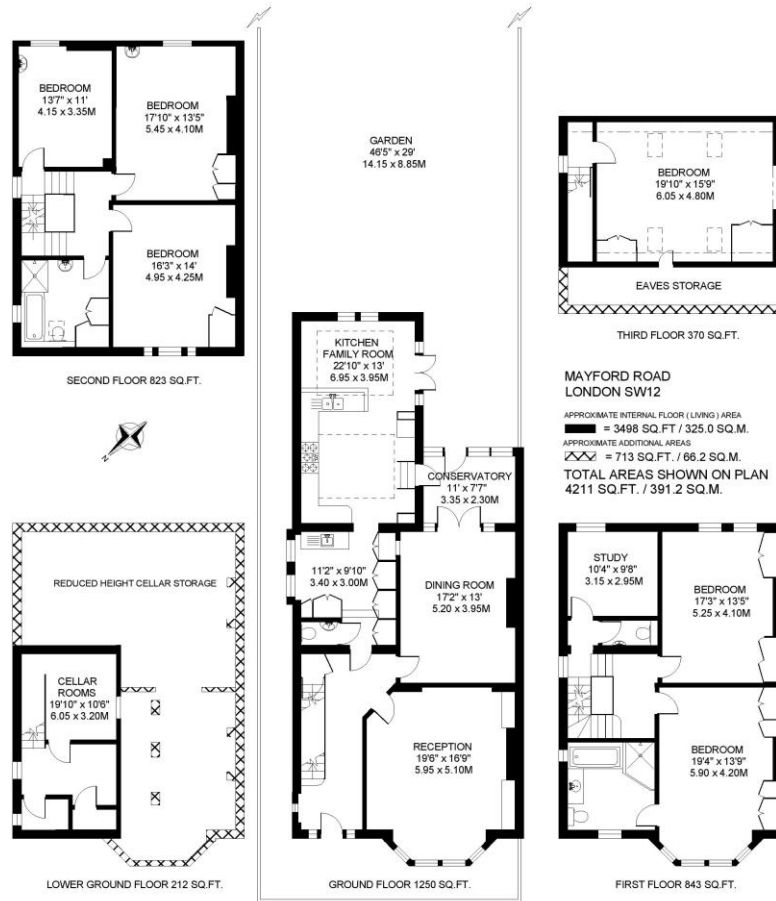 BEDROOM
13'7" x 11'
4.15 x 3.35M
BEDROOM
17'10" x 13'5"
5.45 x 4.10M
BEDROOM
16'3" x 14'
4.95 x 4.25M
SECOND FLOOR 823 SQ.FT.
GARDEN
46'5" x 29'
14.15 x 8.85M
BEDROOM
19'10" x 15'9"
6.05 x 4.80M
EAVES STORAGE
THIRD FLOOR 370 SQ.FT.
MAYFORD ROAD
LONDON SW12
APPROXIMATE INTERNAL FLOOR ( LIVING ) AREA
= 3498 SQ.FT / 325.0 SQ.M.
APPROXIMATE ADDITIONAL AREAS
= 713 SQ.FT. / 66.2 SQ.M.
TOTAL AREAS SHOWN ON PLAN
4211 SQ.FT. / 391.2 SQ.M.
N
REDUCED HEIGHT CELLAR STORAGE
CELLAR
ROOMS
19'10" x 10'6"
6.05 x 3.20M
LOWER GROUND FLOOR 212 SQ.FT.
KITCHEN
FAMILY ROOM
22'10" x 13'
6.95 x 3.95M
CONSERVATORY
11' x 7'7"
3.35 x 2.30M
11'2" x 9'10"
3.40 x 3.00M
DINING ROOM
17'2" x 13'
5.20 x 3.95M
RECEPTION
19'6" x 16'9"
5.95 x 5.10M
GROUND FLOOR 1250 SQ.FT.
STUDY
10'4" x 9'8"
3.15 x 2.95M
BEDROOM
17'3" x 13'5"
5.25 x 4.10M
BEDROOM
19'4" x 13'9"
5.90 x 4.20M
FIRST FLOOR 843 SQ.FT.